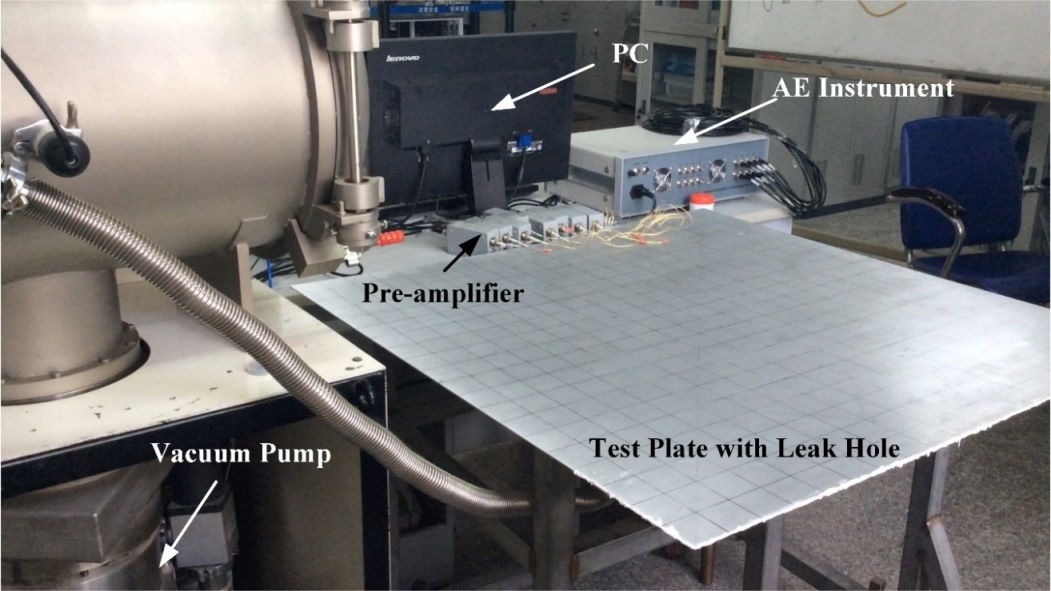 lenovo
PC
AE Instrument
Pre-amplifier
Test Plate with Leak Hole
Vacuum Pump